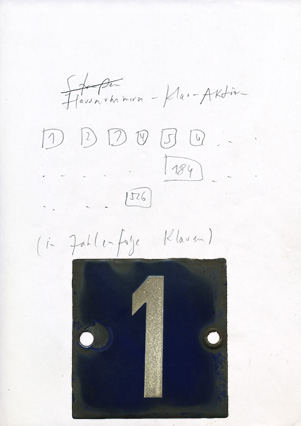 Hausnummern - Klau-Aktion
1 2 3 4 5 6 . . .
. . . . . 184 . . .
. . . . 526
(in Zahlenfolge Klauen)
1